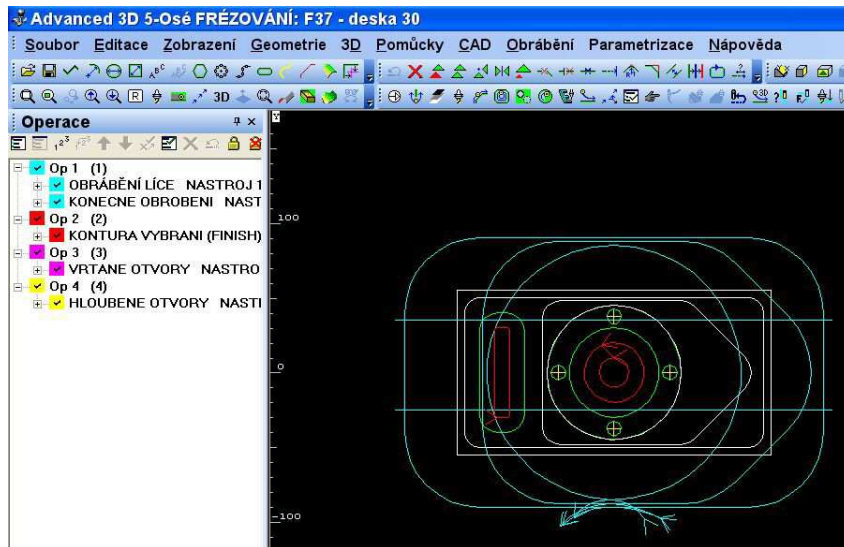 Advanced 3D 5-Osé FRÉZOVÁNÍ: F37 - deska 30
Soubor Editace Zobrazení Geometrie 3D Pomůcky CAD Obrábění Parametrizace Nápověda
3D
Operace
Op 1 (1)
OBRÁBĚNÍ LÍCE NASTROJ 1
KONECNE OBROBENI NAST
Op 2 (2)
KONTURA VYBRANI (FINISH)
Op 3 (3)
VRTANE OTVORY NASTRO
Op 4 (4)
HLOUBENE OTVORY NASTI
Y
100
0
-100